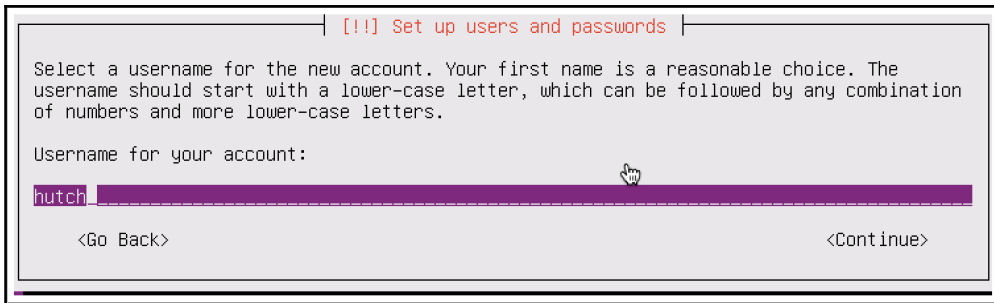 [!!] Set up users and passwords
Select a username for the new account. Your first name is a reasonable choice. The
username should start with a lower-case letter, which can be followed by any combination
of numbers and more lower-case letters.
Username for your account:
hutch
<Go Back> <Continue>